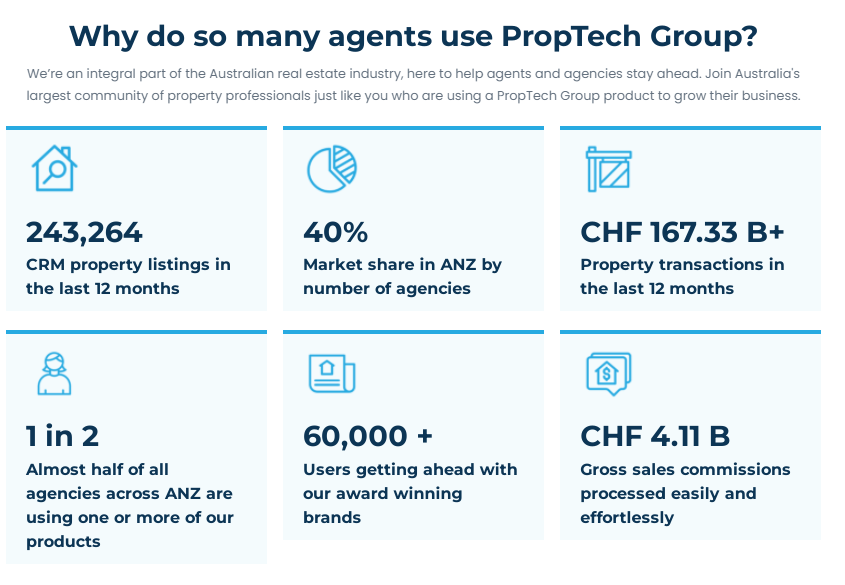 Why do so many agents use PropTech Group?
We're an integral part of the Australian real estate industry, here to help agents and agencies stay ahead. Join Australia's
largest community of property professionals just like you who are using a PropTech Group product to grow their business.
243,264
CRM property listings in
the last 12 months
40%
Market share in ANZ by
number of agencies
CHF 167.33 B+
Property transactions in
the last 12 months
1 in 2
Almost half of all
agencies across ANZ are
using one or more of our
products
60,000 +
Users getting ahead with
our award winning
brands
CHF 4.11 B
Gross sales commissions
processed easily and
effortlessly